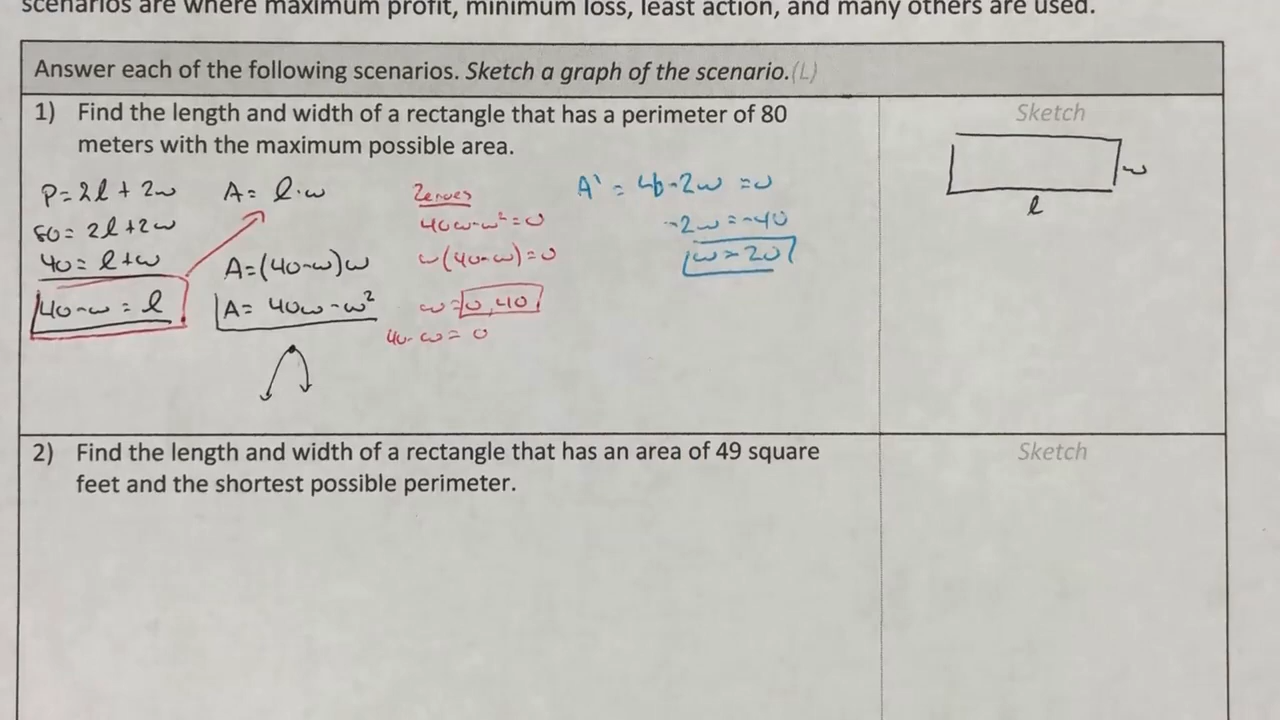 scenarios are where maximum profit, minimum loss, least action, and many others are used.
Answer each of the following scenarios. Sketch a graph of the scenario.(L)
1) Find the length and width of a rectangle that has a perimeter of 80
meters with the maximum possible area.
P=2l + 2w
80= 2l+2w
40= l+w
40-w = l
A= l·w
A=(40-w)w
A= 40w-w²
Zeroes
40w-w²=0
w(40-w)=0
w=0,40
40-w=0
A' = 40-2w =0
-2w=-40
w=20
Sketch
w
l
2) Find the length and width of a rectangle that has an area of 49 square
feet and the shortest possible perimeter.
Sketch